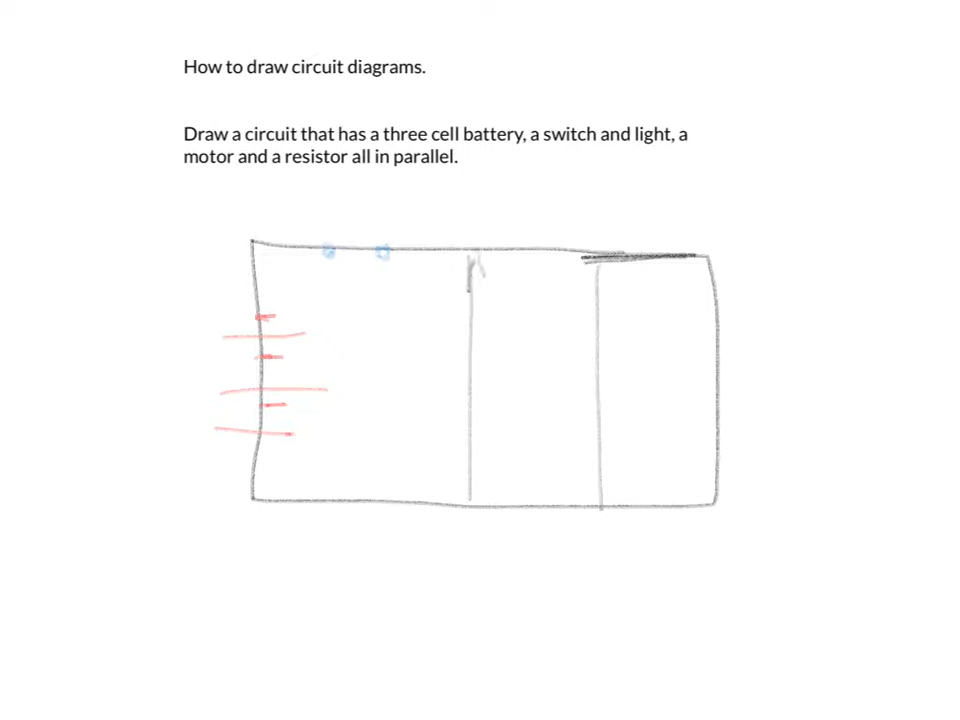 How to draw circuit diagrams.
Draw a circuit that has a three cell battery, a switch and light, a
motor and a resistor all in parallel.